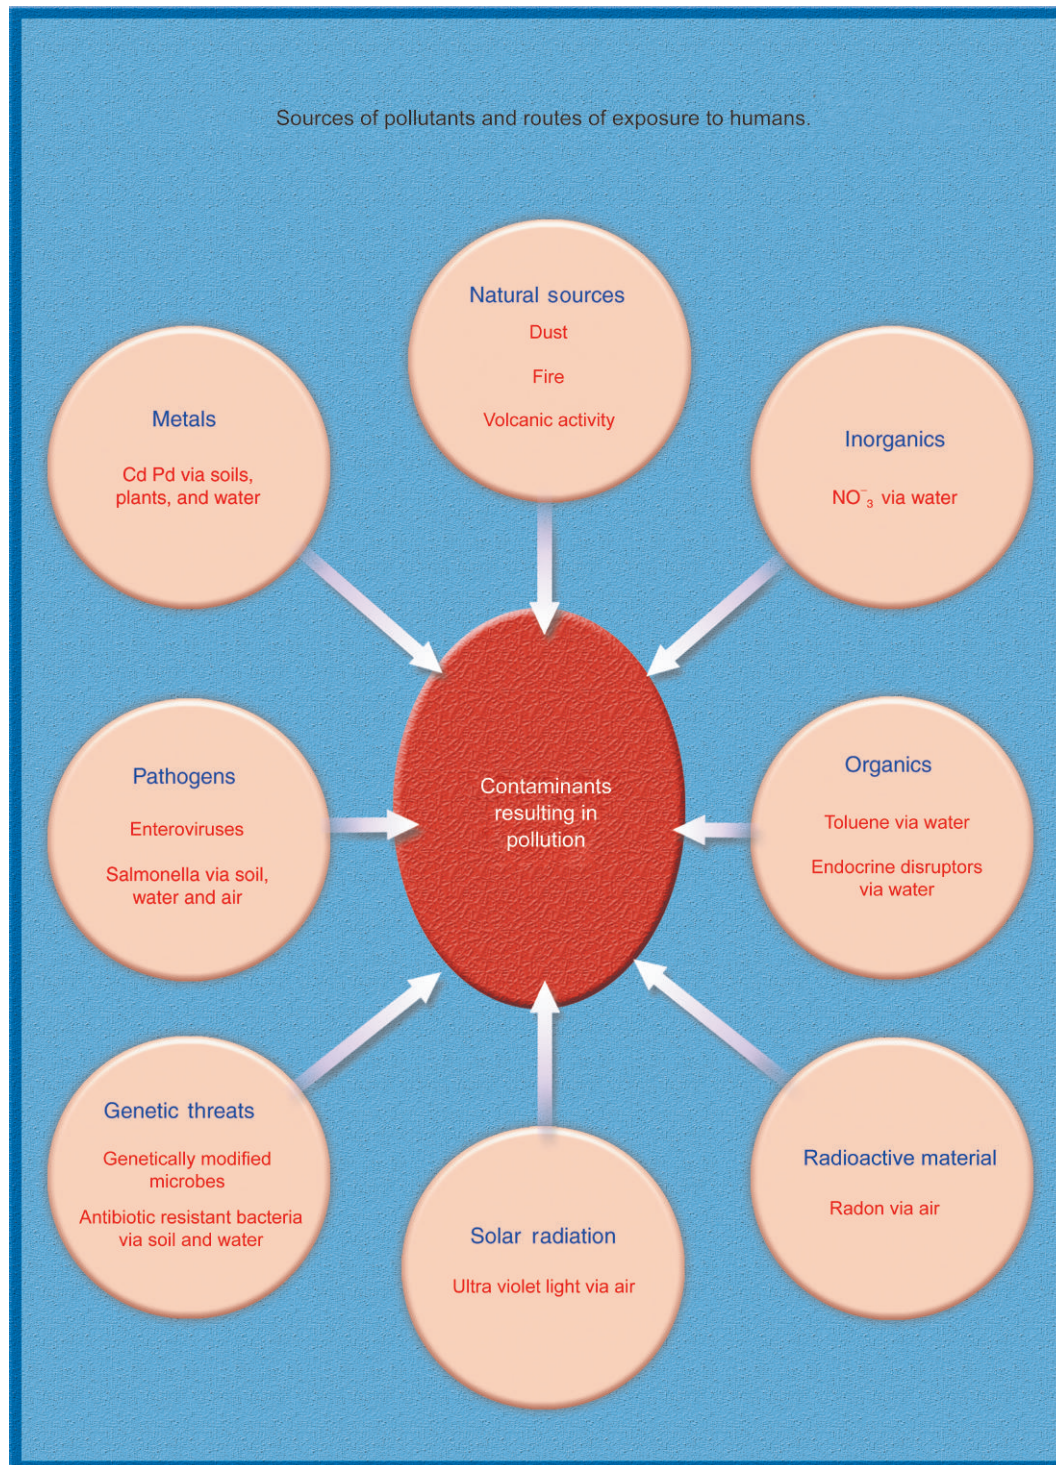 Sources of pollutants and routes of exposure to humans.
Natural sources
Dust
Fire
Volcanic activity
Metals
Cd Pd via soils,
plants, and water
Inorganics
NO⁻₃ via water
Pathogens
Enteroviruses
Salmonella via soil,
water and air
Contaminants
resulting in
pollution
Organics
Toluene via water
Endocrine disruptors
via water
Genetic threats
Genetically modified
microbes
Antibiotic resistant bacteria
via soil and water
Solar radiation
Ultra violet light via air
Radioactive material
Radon via air